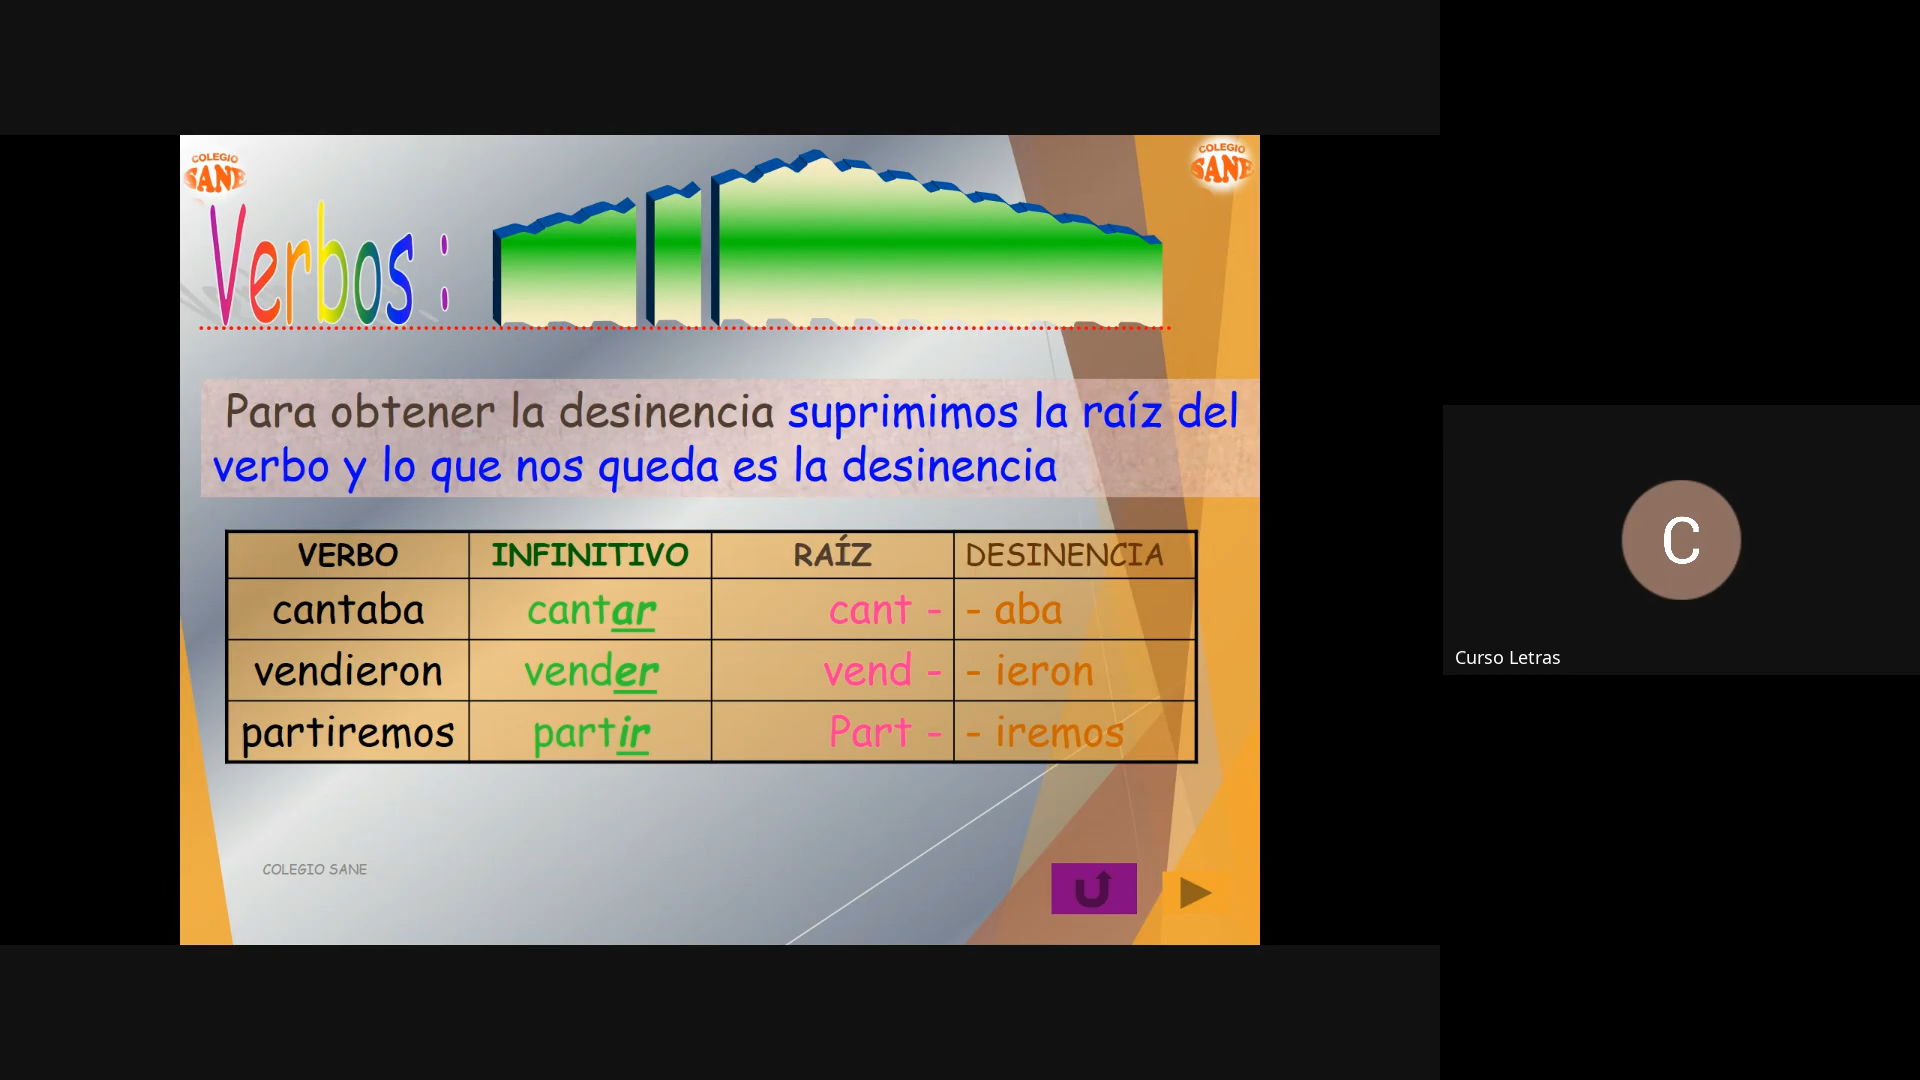 COLEGIO
SANE
COLEGIO
SANE
Verbos :
Para obtener la desinencia suprimimos la raíz del
verbo y lo que nos queda es la desinencia
VERBO INFINITIVO RAÍZ DESINENCIA
cantaba cantar cant - - aba
vendieron vender vend - - ieron
partiremos partir Part - - iremos
COLEGIO SANE
C
Curso Letras